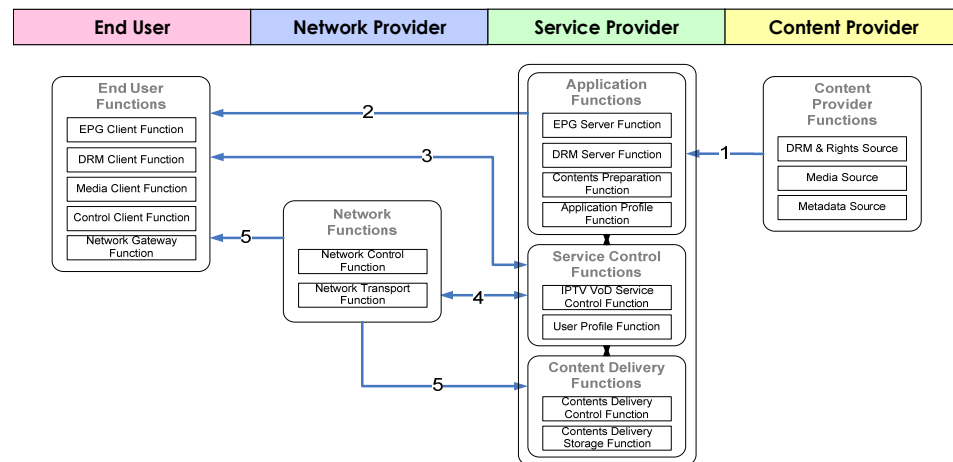 End User
Network Provider
Service Provider
Content Provider
End User
Functions
EPG Client Function
DRM Client Function
Media Client Function
Control Client Function
Network Gateway
Function
2
3
5
Network
Functions
Network Control
Function
Network Transport
Function
4
5
Application
Functions
EPG Server Function
DRM Server Function
Contents Preparation
Function
Application Profile
Function
Service Control
Functions
IPTV VoD Service
Control Function
User Profile Function
Content Delivery
Functions
Contents Delivery
Control Function
Contents Delivery
Storage Function
1
Content
Provider
Functions
DRM & Rights Source
Media Source
Metadata Source